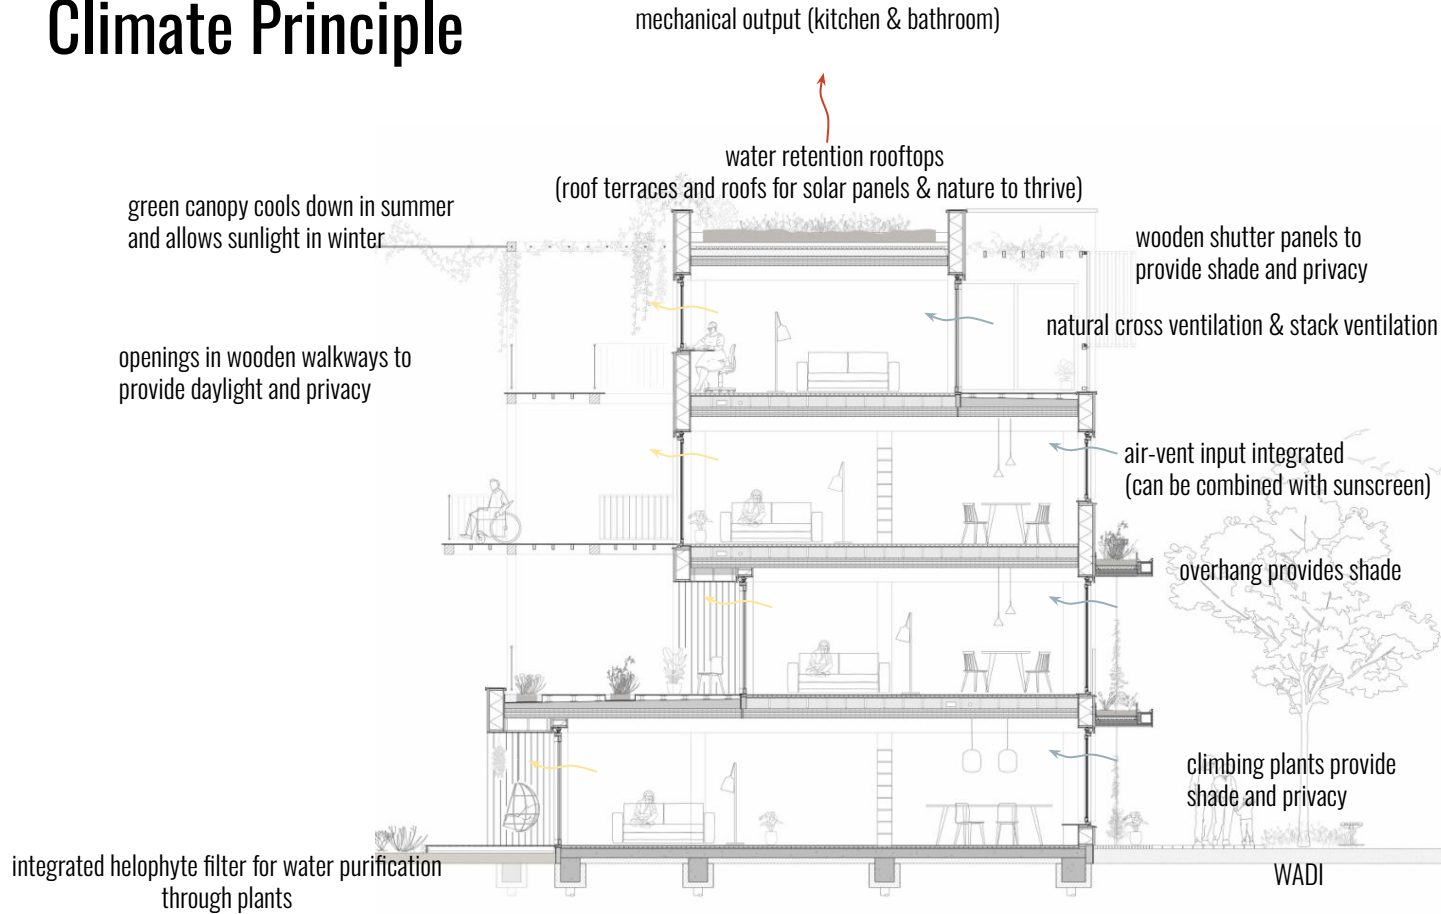 Climate Principle
mechanical output (kitchen & bathroom)
water retention rooftops
(roof terraces and roofs for solar panels & nature to thrive)
green canopy cools down in summer
and allows sunlight in winter
wooden shutter panels to
provide shade and privacy
natural cross ventilation & stack ventilation
openings in wooden walkways to
provide daylight and privacy
air-vent input integrated
(can be combined with sunscreen)
overhang provides shade
climbing plants provide
shade and privacy
integrated helophyte filter for water purification
through plants
WADI